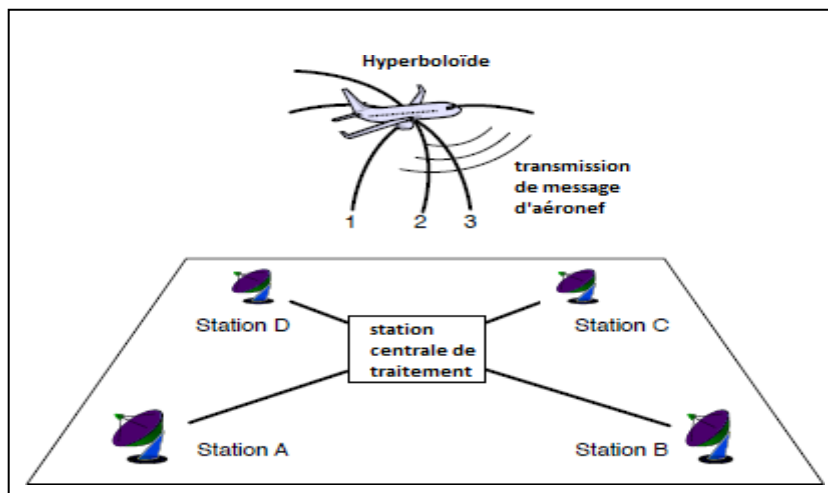 Hyperboloïde
transmission
de message
d'aéronef
1 2 3
Station D
Station C
station
centrale de
traitement
Station A
Station B